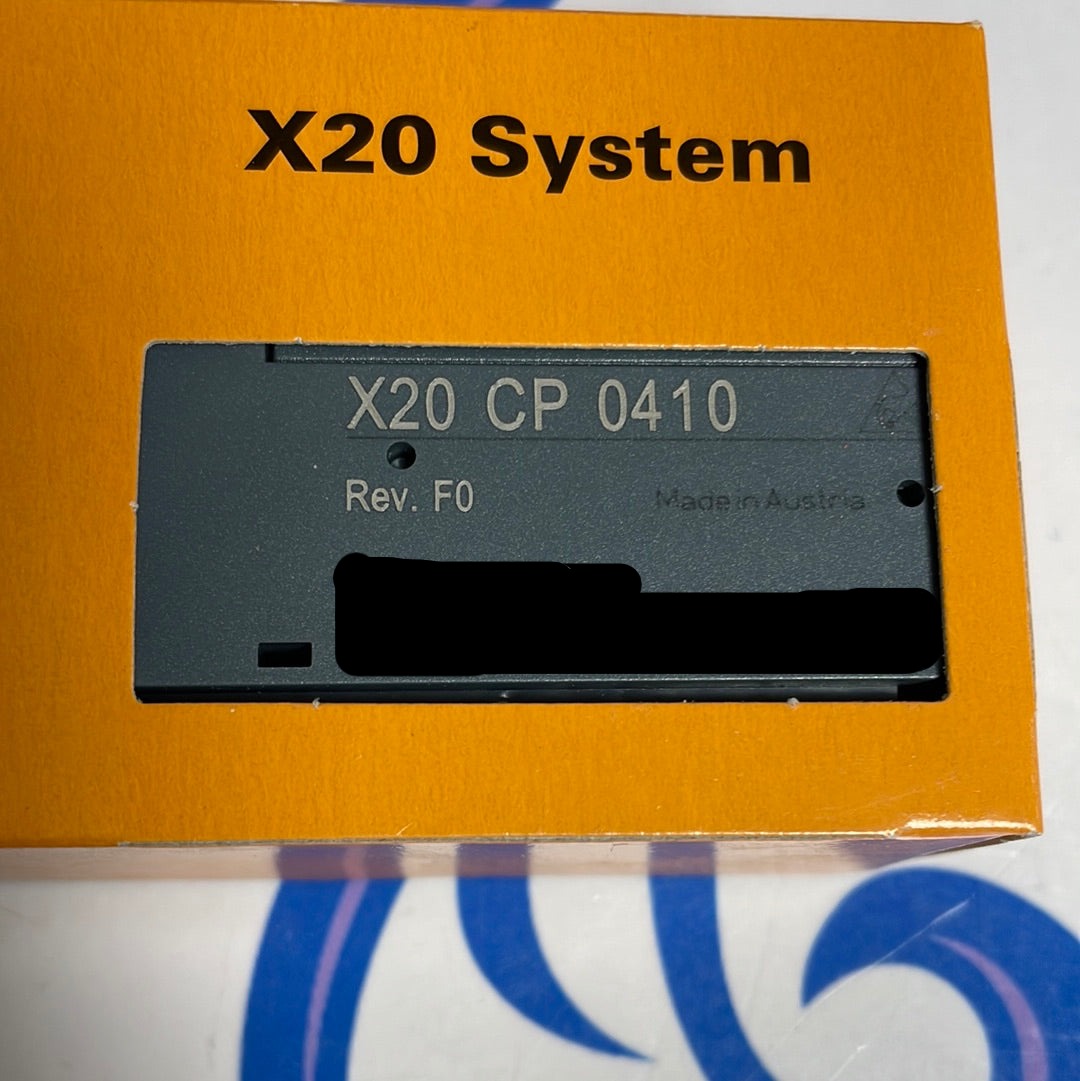 X20 System
X20 CP 0410
Rev. F0
Made in Austria